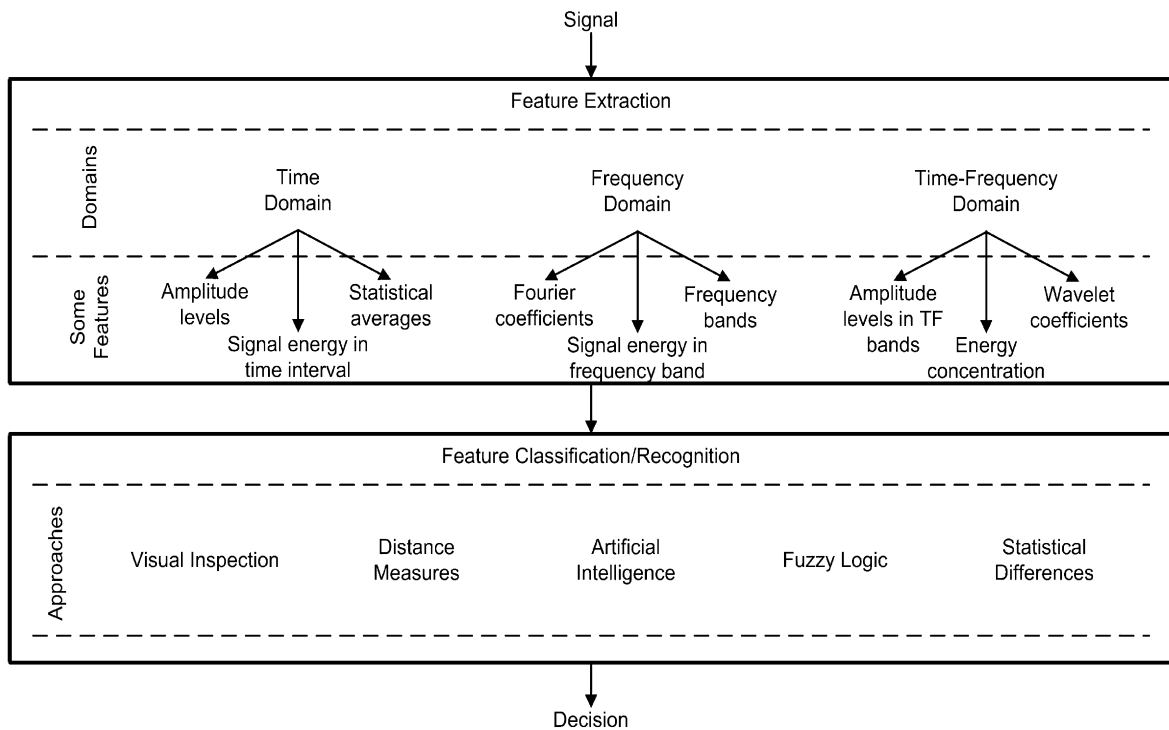 Signal
Feature Extraction
Domains
Time
Domain
Frequency
Domain
Time-Frequency
Domain
Some
Features
Amplitude
levels
Signal energy in
time interval
Statistical
averages
Fourier
coefficients
Signal energy in
frequency band
Frequency
bands
Amplitude
levels in TF
bands
Energy
concentration
Wavelet
coefficients
Feature Classification/Recognition
Approaches
Visual Inspection
Distance
Measures
Artificial
Intelligence
Fuzzy Logic
Statistical
Differences
Decision